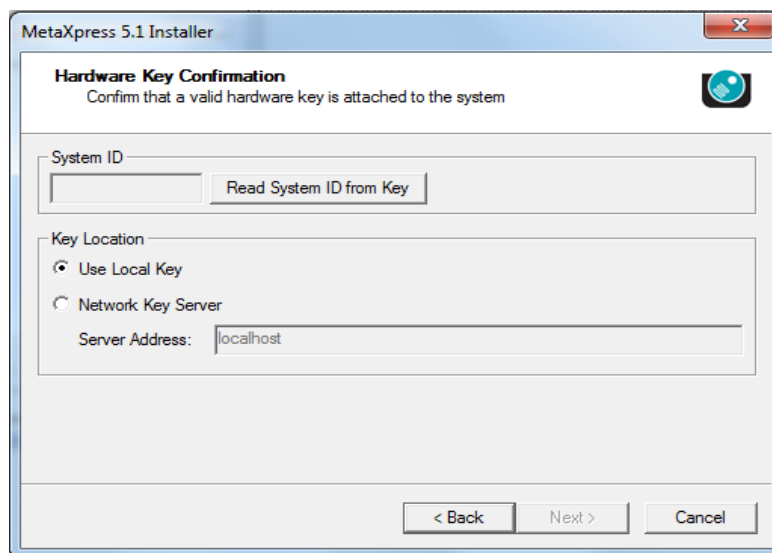 MetaXpress 5.1 Installer
Hardware Key Confirmation
Confirm that a valid hardware key is attached to the system
System ID
Read System ID from Key
Key Location
Use Local Key
Network Key Server
Server Address: localhost
< Back Next > Cancel